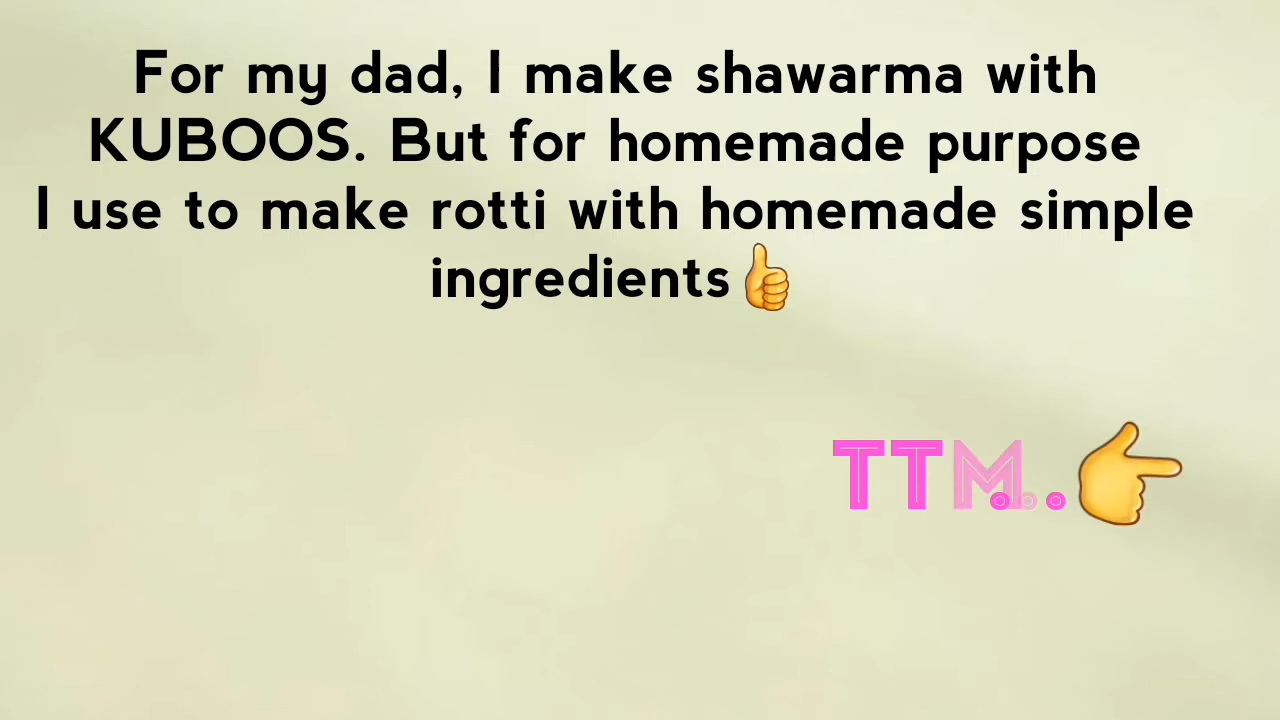 For my dad, I make shawarma with
KUBOOS. But for homemade purpose
I use to make rotti with homemade simple
ingredients👍
TTM...👉